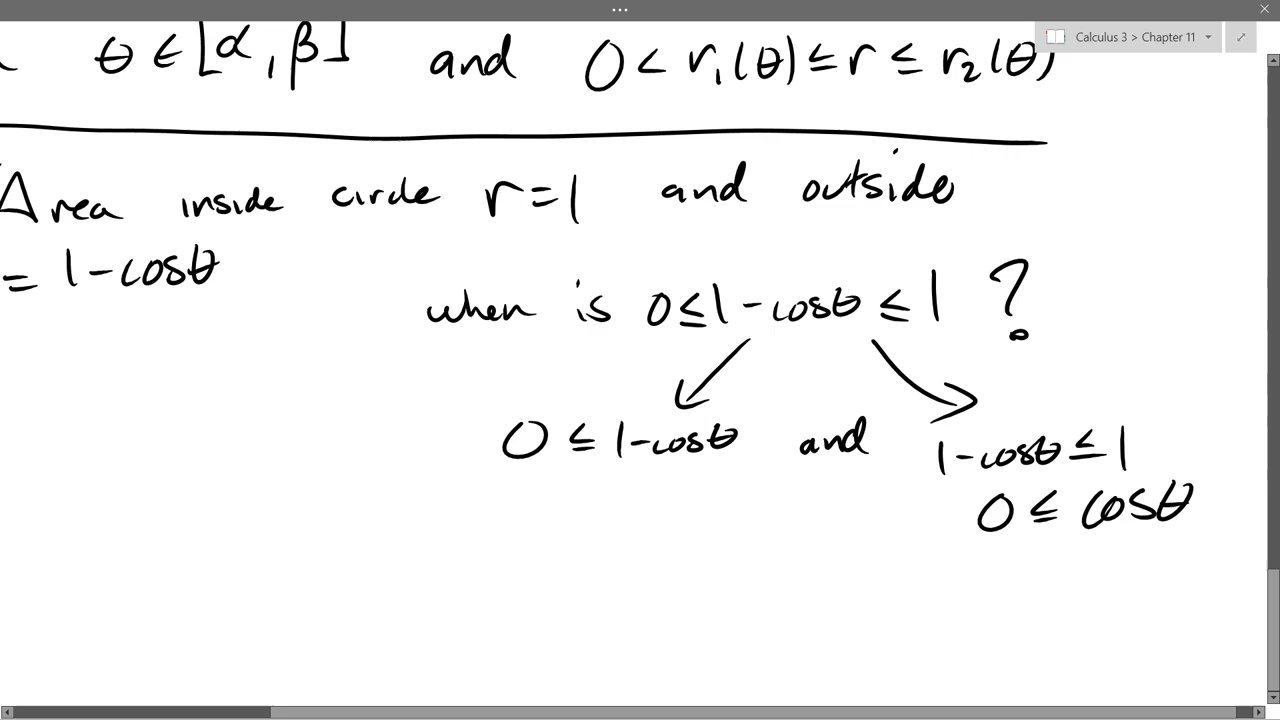 Calculus 3 > Chapter 11
θ ∈ [α, β] and 0 < r₁(θ) ≤ r ≤ r₂(θ)
Area inside circle r = 1 and outside
= 1 - cosθ
when is 0 ≤ 1 - cosθ ≤ 1 ?
0 ≤ 1 - cosθ and 1 - cosθ ≤ 1
0 ≤ cosθ